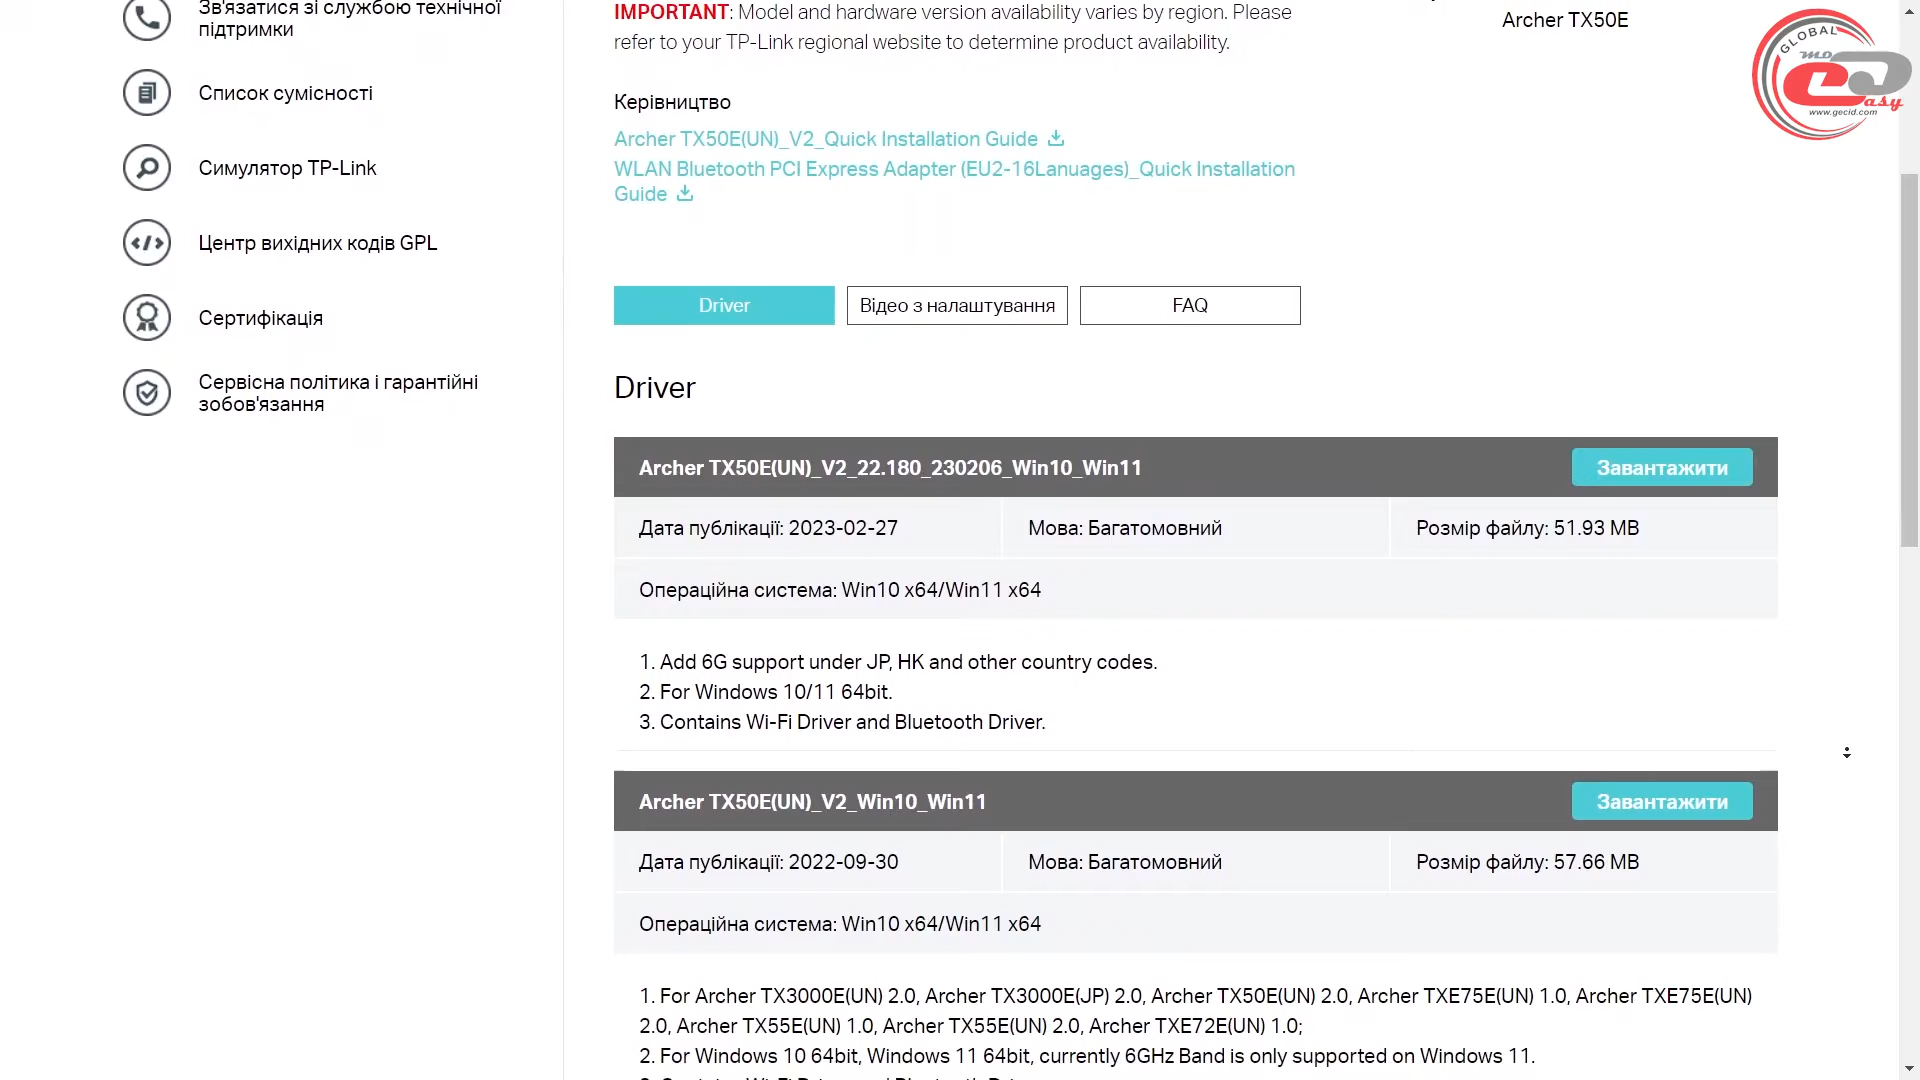 Зв'язатися зі службою технічної
підтримки
Список сумісності
Симулятор TP-Link
Центр вихідних кодів GPL
Сертифікація
Сервісна політика і гарантійні
зобов'язання
IMPORTANT: Model and hardware version availability varies by region. Please
refer to your TP-Link regional website to determine product availability.
Archer TX50E
Керівництво
Archer TX50E(UN)_V2_Quick Installation Guide
WLAN Bluetooth PCI Express Adapter (EU2-16Lanuages)_Quick Installation
Guide
Driver
Відео з налаштування
FAQ
Driver
Archer TX50E(UN)_V2_22.180_230206_Win10_Win11
Завантажити
Дата публікації: 2023-02-27
Мова: Багатомовний
Розмір файлу: 51.93 MB
Операційна система: Win10 x64/Win11 x64
1. Add 6G support under JP, HK and other country codes.
2. For Windows 10/11 64bit.
3. Contains Wi-Fi Driver and Bluetooth Driver.
Archer TX50E(UN)_V2_Win10_Win11
Завантажити
Дата публікації: 2022-09-30
Мова: Багатомовний
Розмір файлу: 57.66 MB
Операційна система: Win10 x64/Win11 x64
1. For Archer TX3000E(UN) 2.0, Archer TX3000E(JP) 2.0, Archer TX50E(UN) 2.0, Archer TXE75E(UN) 1.0, Archer TXE75E(UN)
2.0, Archer TX55E(UN) 1.0, Archer TX55E(UN) 2.0, Archer TXE72E(UN) 1.0;
2. For Windows 10 64bit, Windows 11 64bit, currently 6GHz Band is only supported on Windows 11.
GLOBAL
mo
easy
www.gecid.com